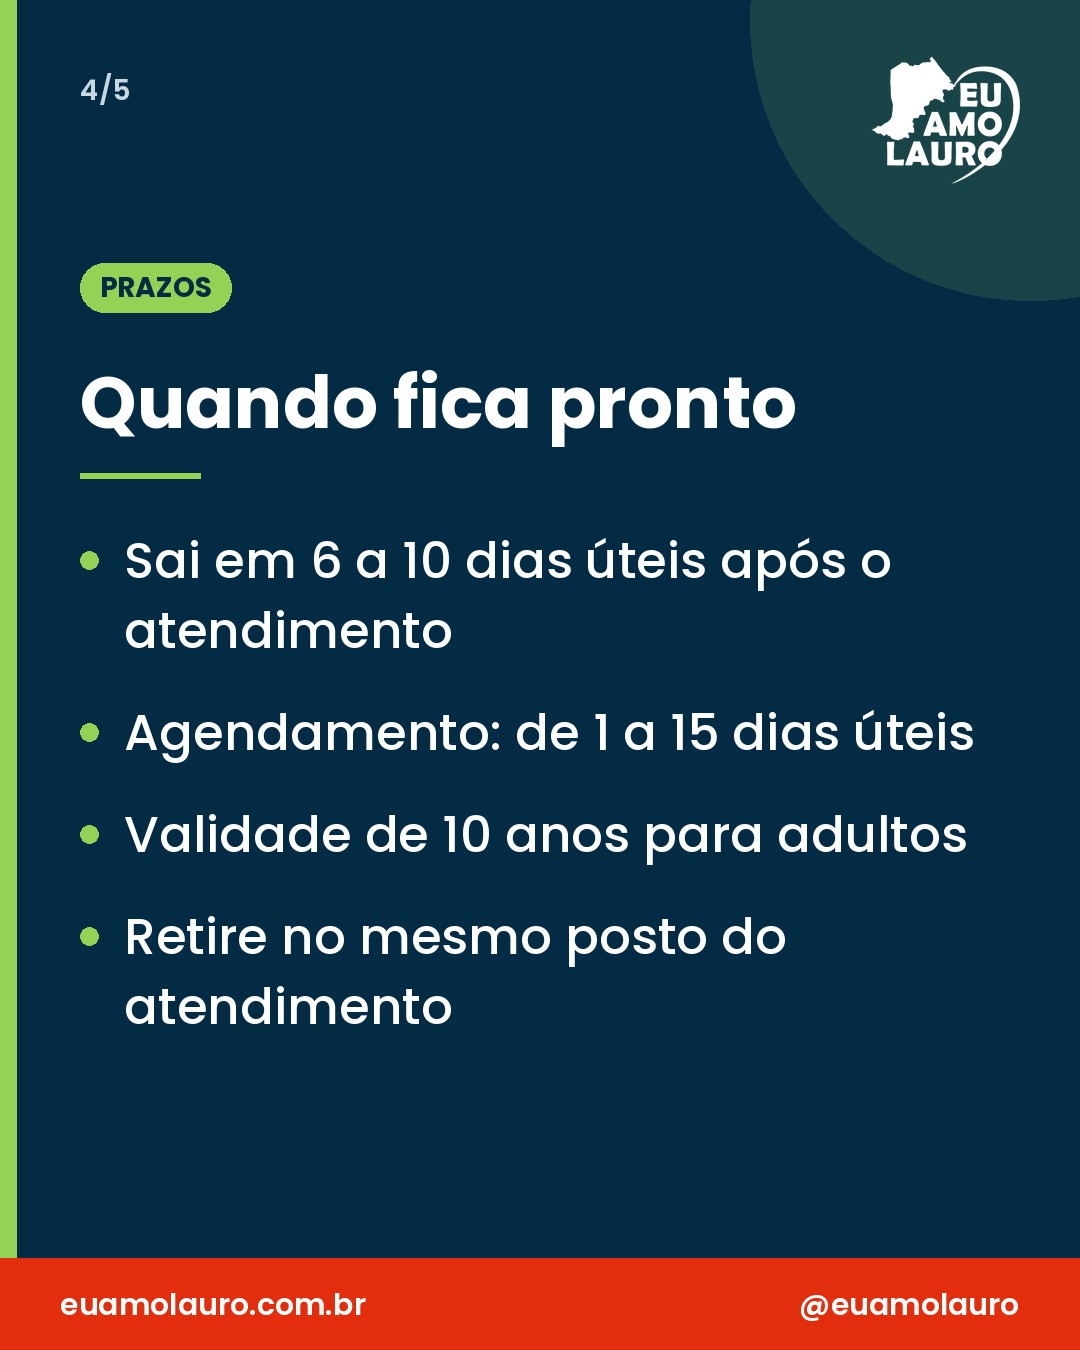 4/5
EU
AMO
LAURO
PRAZOS
Quando fica pronto
Sai em 6 a 10 dias úteis após o
atendimento
Agendamento: de 1 a 15 dias úteis
Validade de 10 anos para adultos
Retire no mesmo posto do
atendimento
euamolauro.com.br
@euamolauro